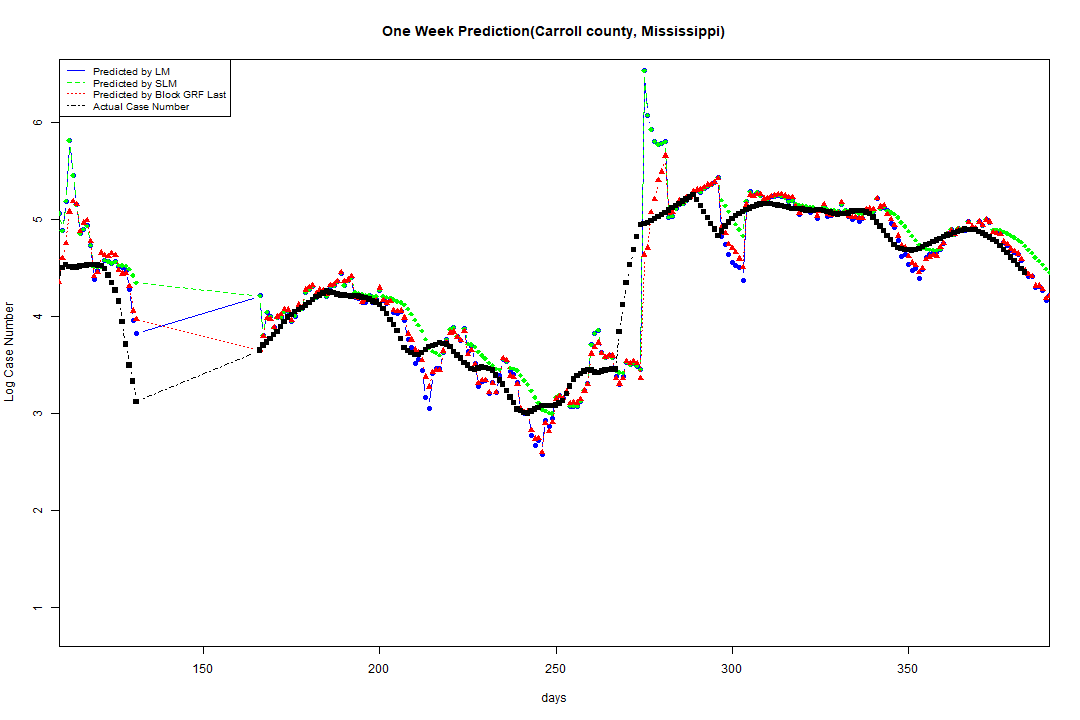 One Week Prediction(Carroll county, Mississippi)
Predicted by LM
Predicted by SLM
Predicted by Block GRF Last
Actual Case Number
Log Case Number
6
5
4
3
2
1
150 200 250 300 350
days